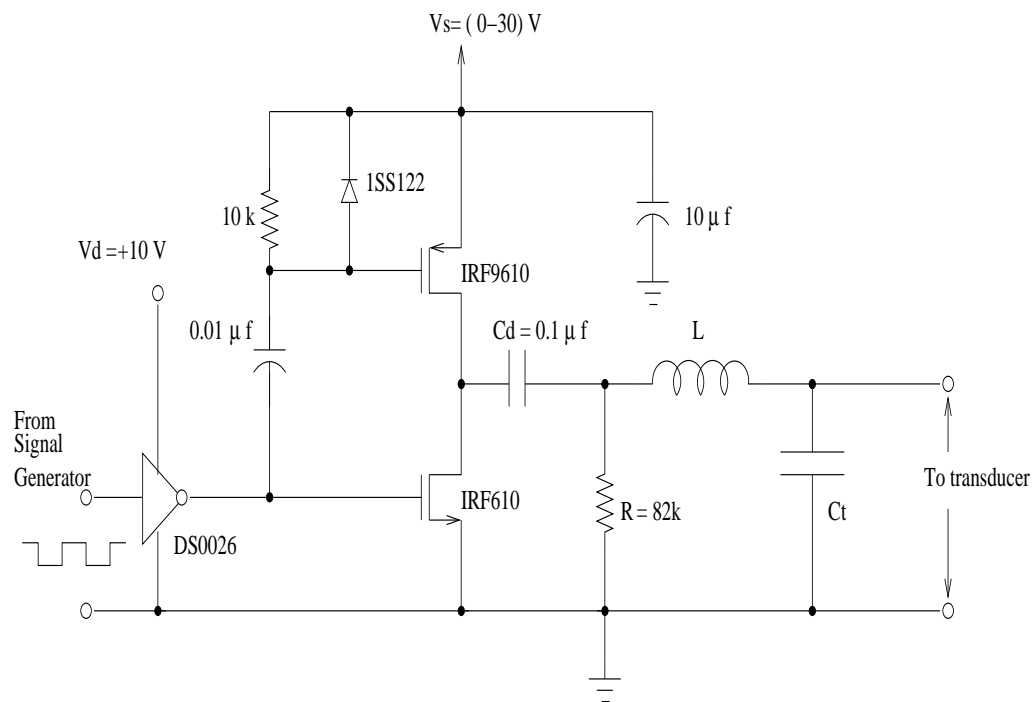 Vs= ( 0–30) V
1SS122
10 k
10 µ f
Vd =+10 V
IRF9610
0.01 µ f
Cd = 0.1 µ f
L
From
Signal
Generator
To transducer
IRF610
R = 82k
Ct
DS0026